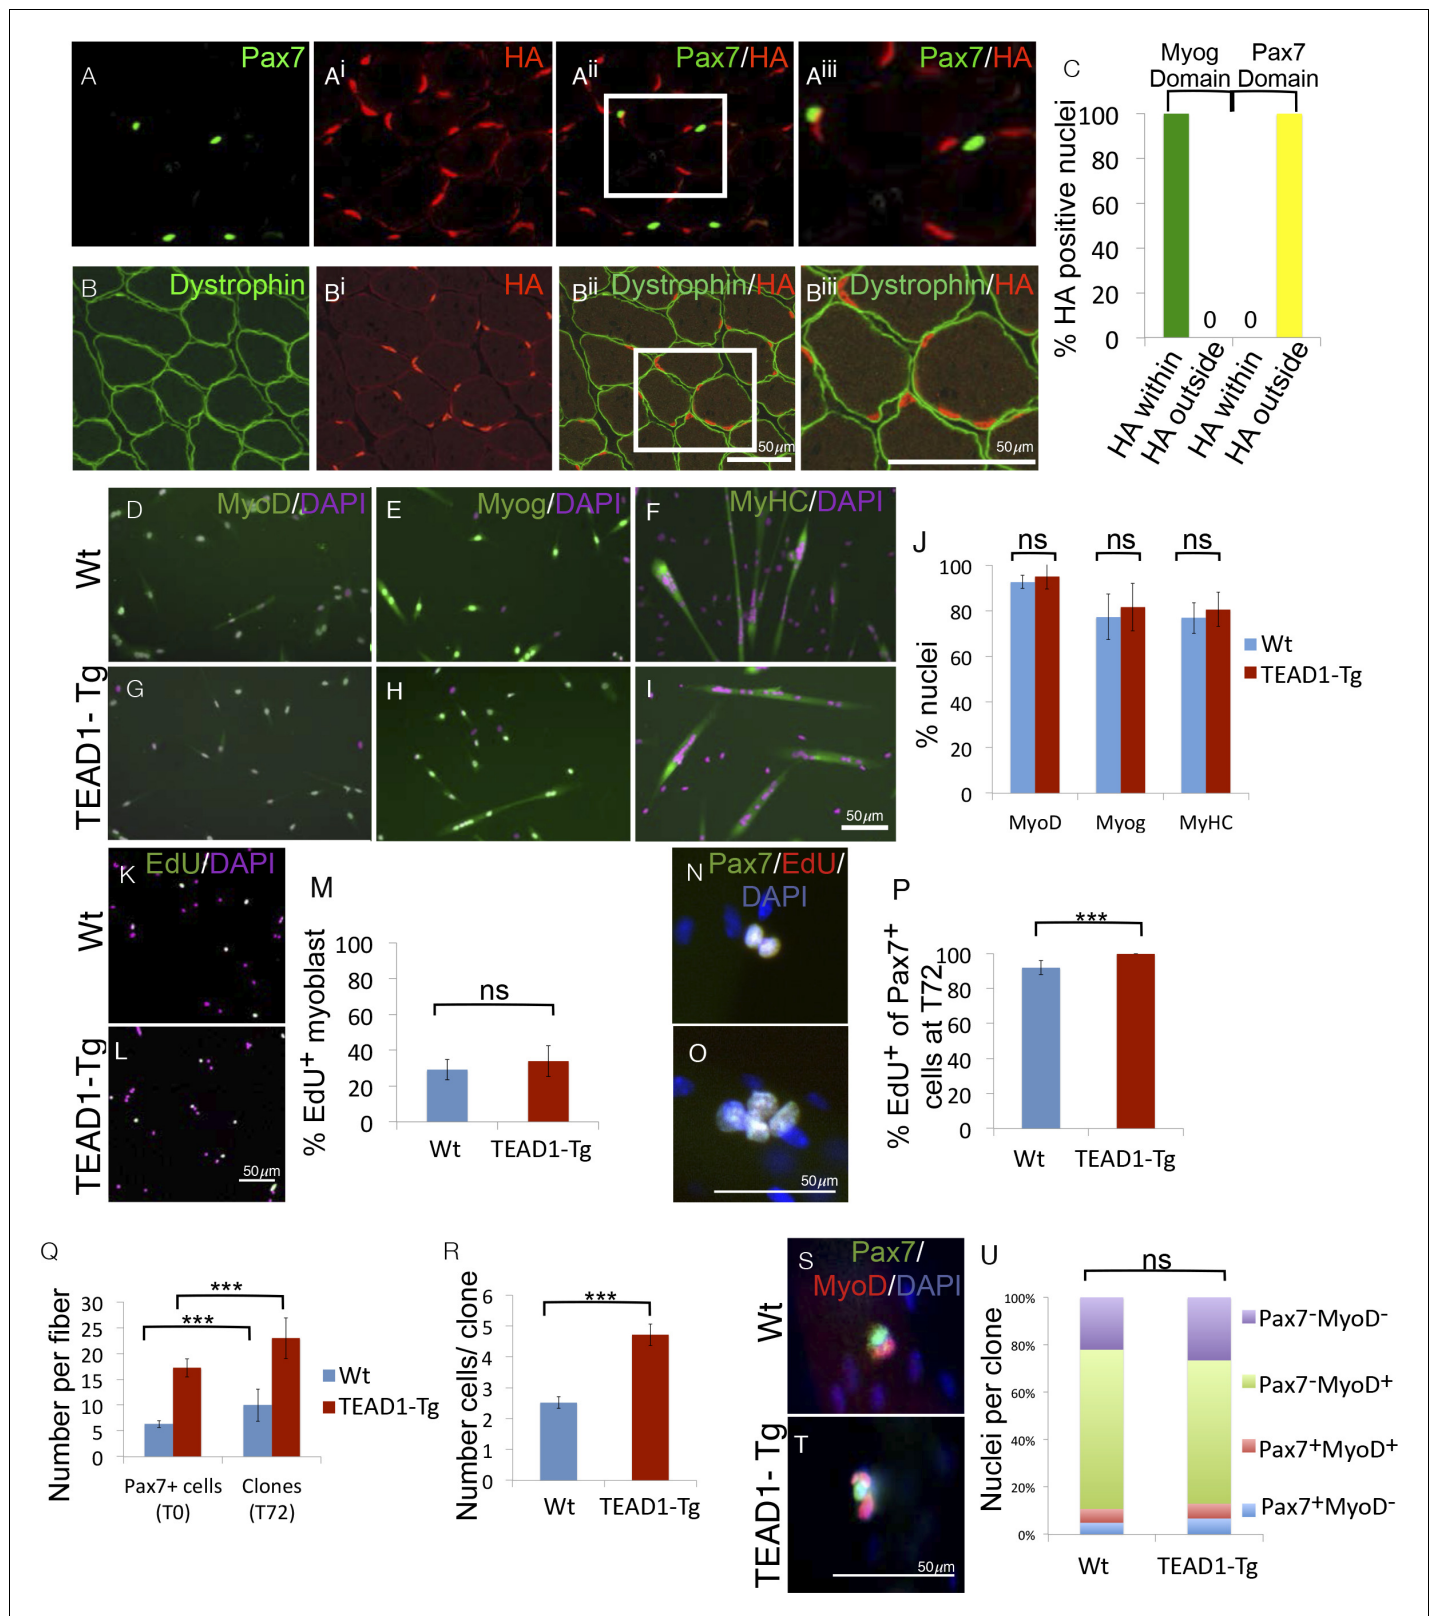 A Pax7
Aⁱ HA
Aⁱⁱ Pax7/HA
Aⁱⁱⁱ Pax7/HA
B Dystrophin
Bⁱ HA
Bⁱⁱ Dystrophin/HA
50μm
Bⁱⁱⁱ Dystrophin/HA
C
Myog Domain
Pax7 Domain
% HA positive nuclei
100
80
60
40
20
0
0
0
HA within
HA outside
HA within
HA outside
Wt
TEAD1- Tg
D MyoD/DAPI
E Myog/DAPI
F MyHC/DAPI
G
H
I
50μm
J
ns
ns
ns
% nuclei
100
80
60
40
20
0
MyoD
Myog
MyHC
Wt
TEAD1-Tg
Wt
TEAD1-Tg
K EdU/DAPI
L
50μm
M
ns
% EdU⁺ myoblast
100
80
60
40
20
0
Wt
TEAD1-Tg
N Pax7/EdU/
DAPI
O
50μm
P
***
% EdU⁺ of Pax7⁺
cells at T72
100
80
60
40
20
0
Wt
TEAD1-Tg
Q
***
***
Number per fiber
30
25
20
15
10
5
0
Pax7+ cells
(T0)
Clones
(T72)
Wt
TEAD1-Tg
R
***
Number cells/ clone
6
5
4
3
2
1
0
Wt
TEAD1-Tg
Wt
TEAD1- Tg
S Pax7/
MyoD/DAPI
T
50μm
U
ns
Nuclei per clone
100%
80%
60%
40%
20%
0%
Wt
TEAD1-Tg
Pax7⁻MyoD⁻
Pax7⁻MyoD⁺
Pax7⁺MyoD⁺
Pax7⁺MyoD⁻